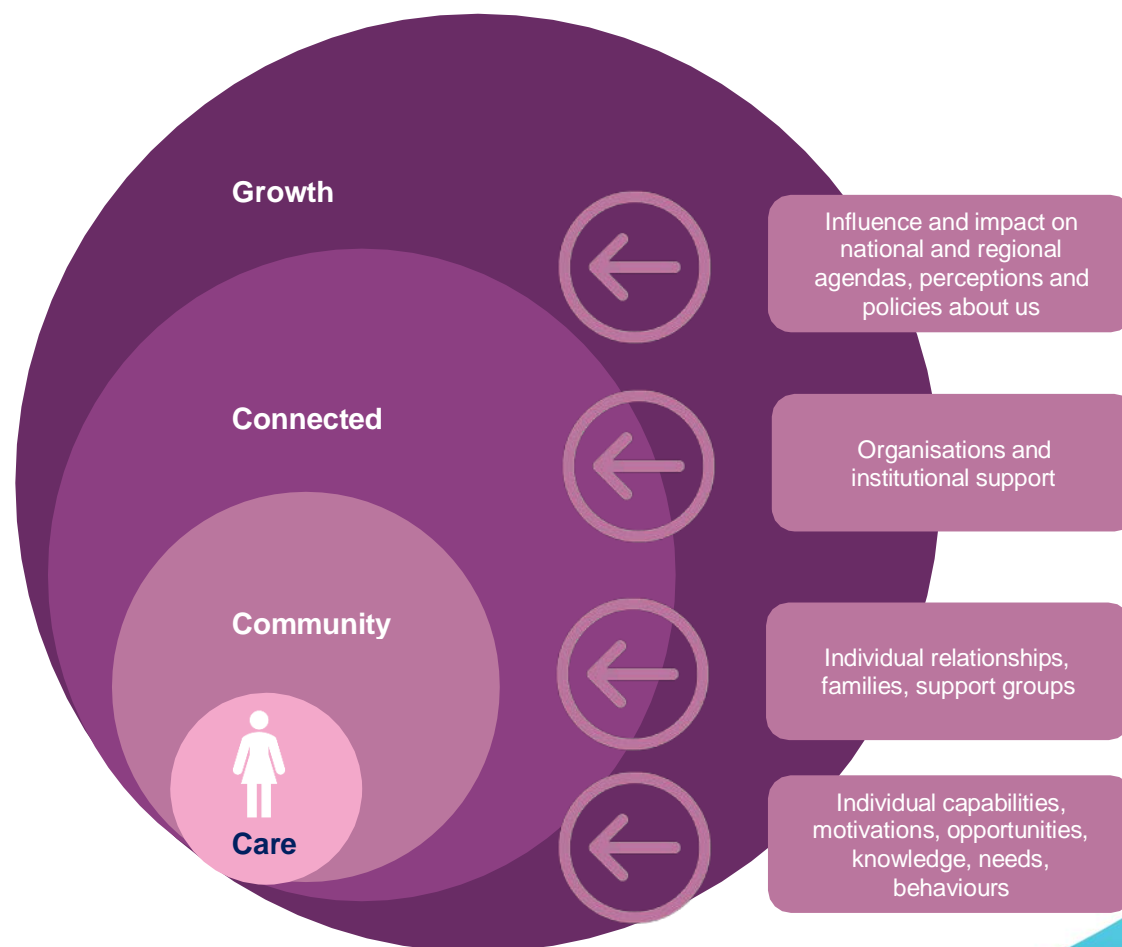 Growth
Influence and impact on
national and regional
agendas, perceptions and
policies about us
Connected
Organisations and
institutional support
Community
Individual relationships,
families, support groups
Care
Individual capabilities,
motivations, opportunities,
knowledge, needs,
behaviours